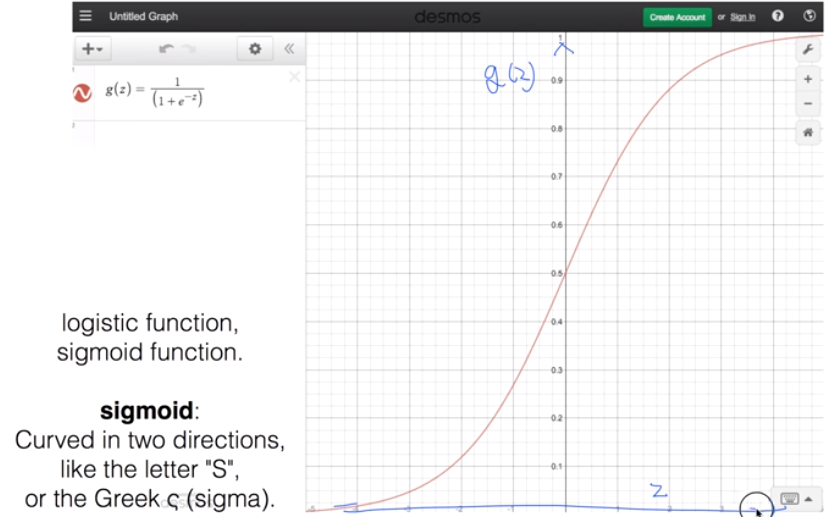 Untitled Graph
desmos
Create Account or Sign In
g(z) = 1/(1 + e^{-z})
g(z)
1
0.9
0.8
0.7
0.6
0.5
0.4
0.3
0.2
0.1
z
logistic function,
sigmoid function.
sigmoid:
Curved in two directions,
like the letter "S",
or the Greek ς (sigma).